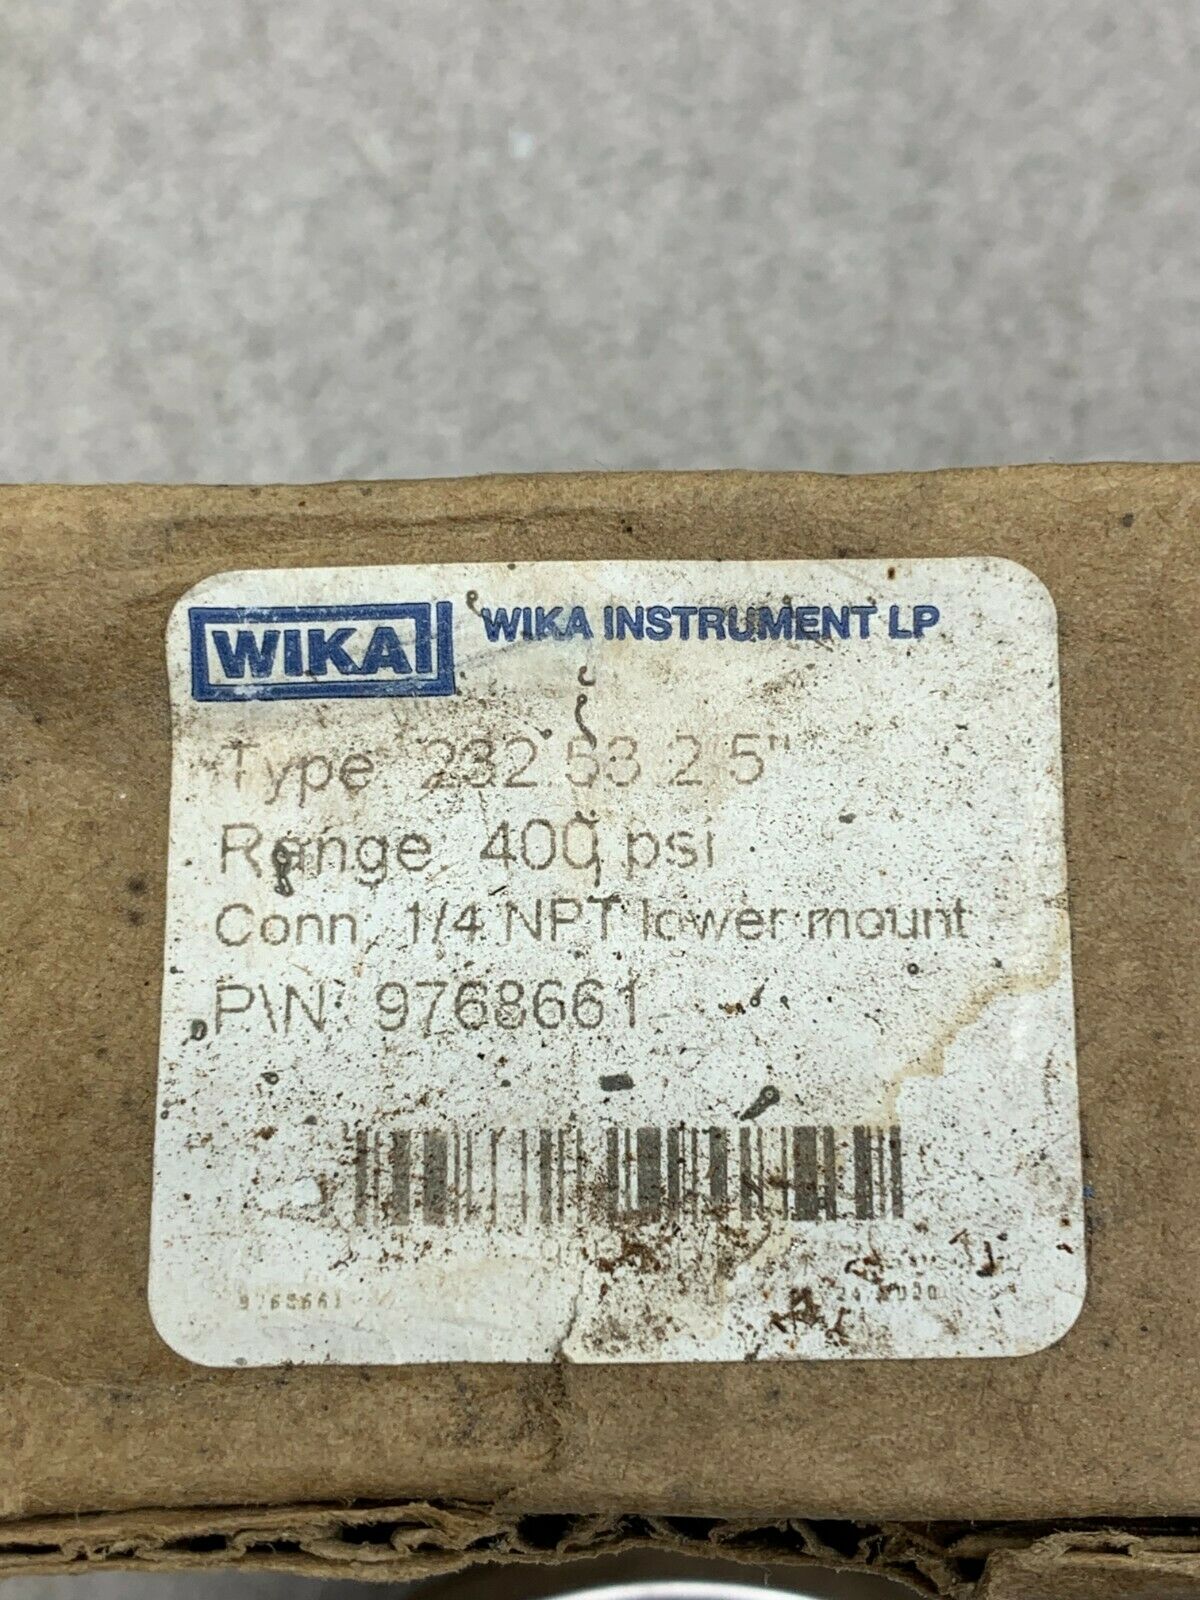 WIKA
WIKA INSTRUMENT LP
Type 232.53 2.5"
Range 400 psi
Conn. 1/4 NPT lower mount
P\N 9768661
9768661